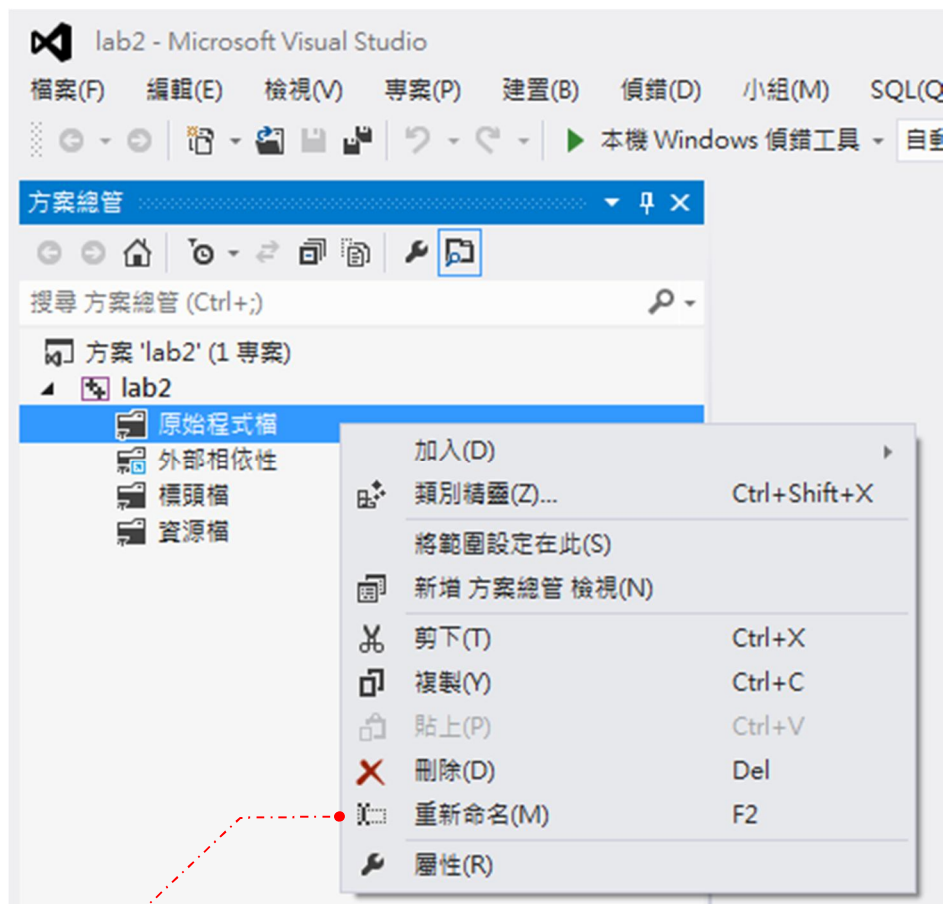 lab2 - Microsoft Visual Studio
檔案(F) 編輯(E) 檢視(V) 專案(P) 建置(B) 偵錯(D) 小組(M) SQL(Q
本機 Windows 偵錯工具 自動
方案總管
搜尋 方案總管 (Ctrl+;)
方案 'lab2' (1 專案)
lab2
原始程式檔
外部相依性
標頭檔
資源檔
加入(D)
類別精靈(Z)... Ctrl+Shift+X
將範圍設定在此(S)
新增 方案總管 檢視(N)
剪下(T) Ctrl+X
複製(Y) Ctrl+C
貼上(P) Ctrl+V
刪除(D) Del
重新命名(M) F2
屬性(R)